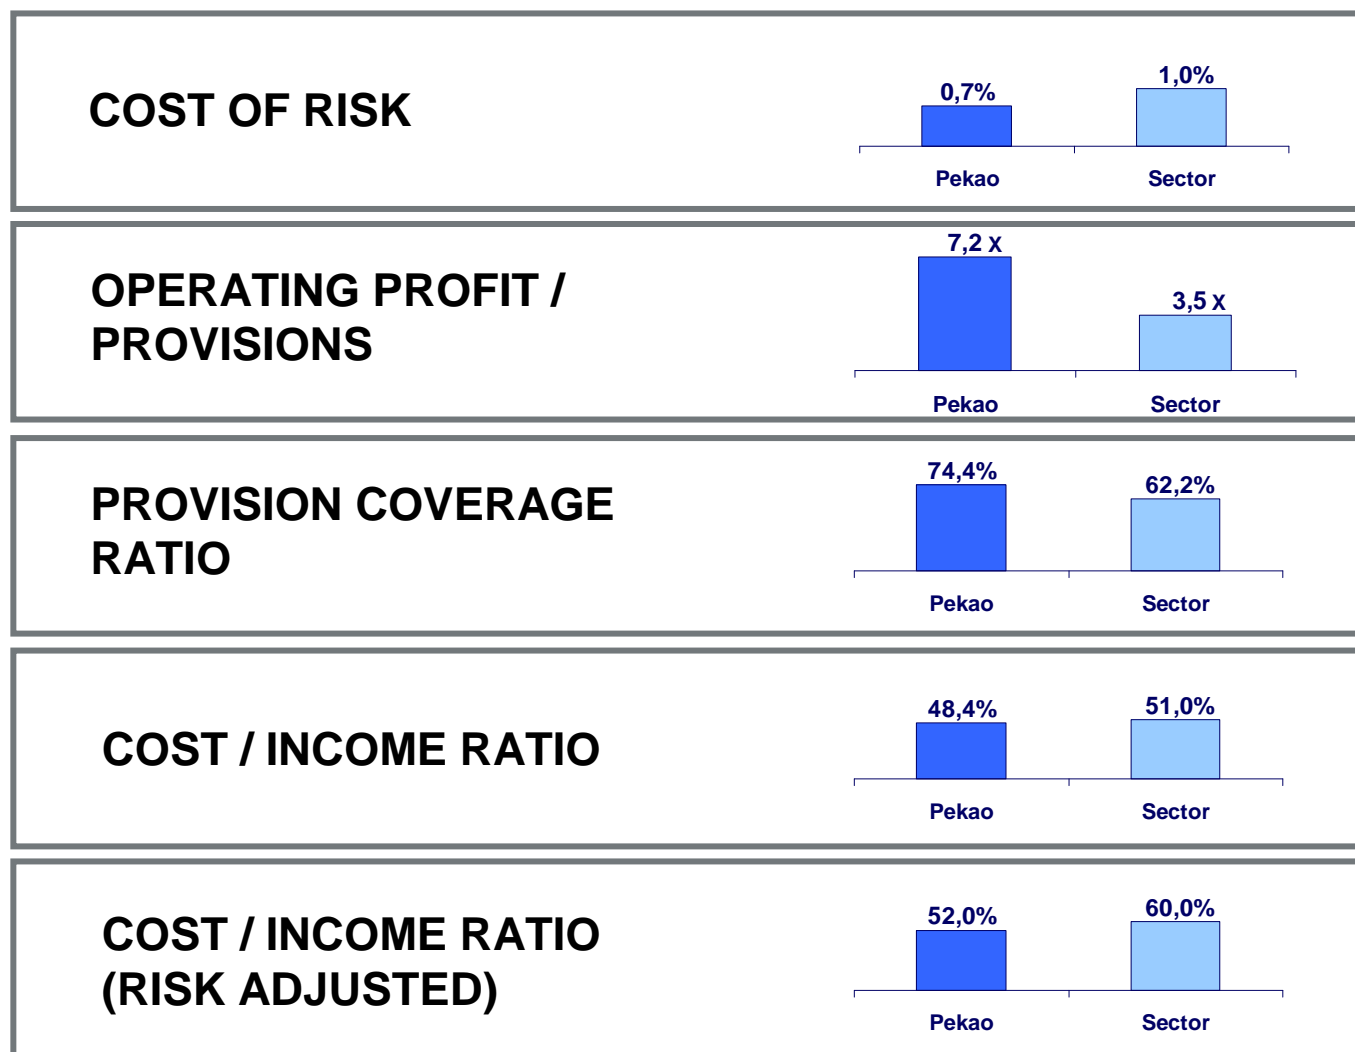 COST OF RISK
0,7%
1,0%
Pekao
Sector
OPERATING PROFIT /
PROVISIONS
7,2 x
3,5 x
Pekao
Sector
PROVISION COVERAGE
RATIO
74,4%
62,2%
Pekao
Sector
COST / INCOME RATIO
48,4%
51,0%
Pekao
Sector
COST / INCOME RATIO
(RISK ADJUSTED)
52,0%
60,0%
Pekao
Sector